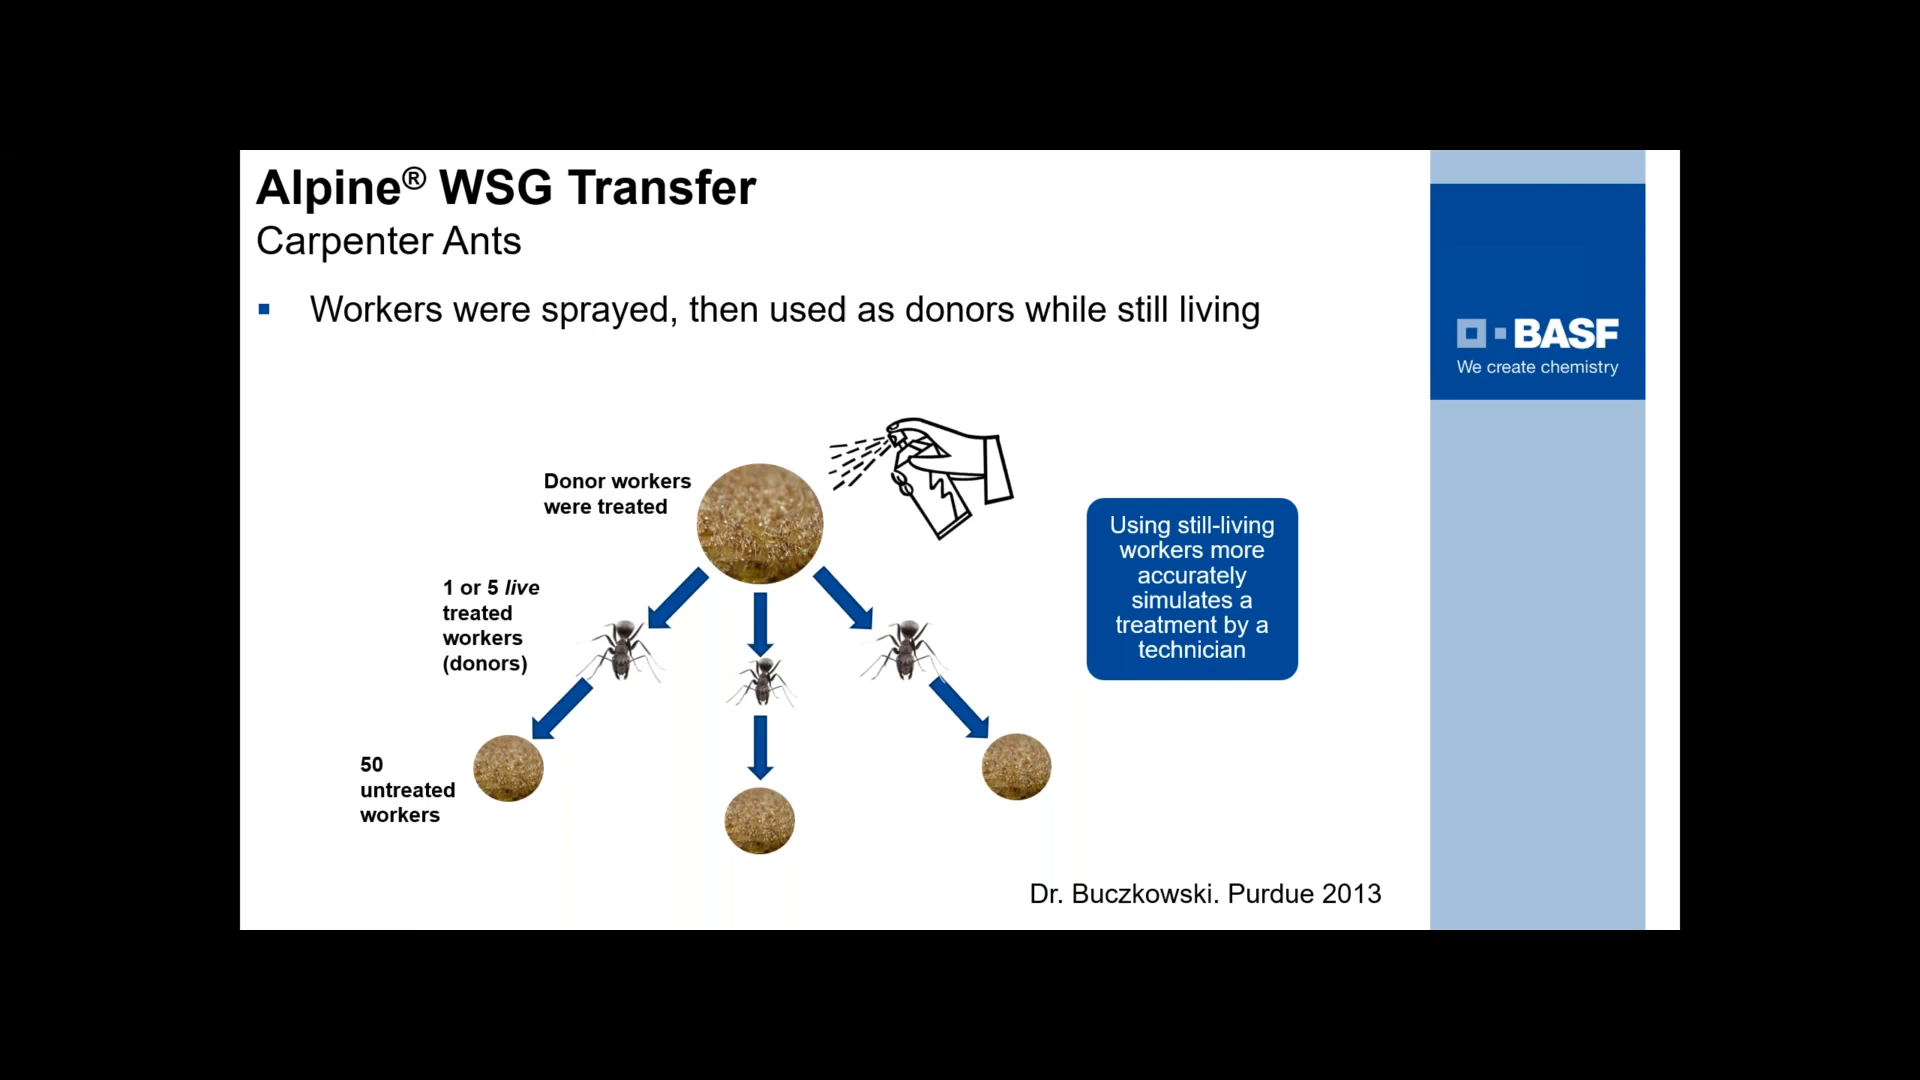 Alpine® WSG Transfer
Carpenter Ants
▪ Workers were sprayed, then used as donors while still living
BASF
We create chemistry
Donor workers
were treated
1 or 5 live
treated
workers
(donors)
50
untreated
workers
Using still-living
workers more
accurately
simulates a
treatment by a
technician
Dr. Buczkowski. Purdue 2013